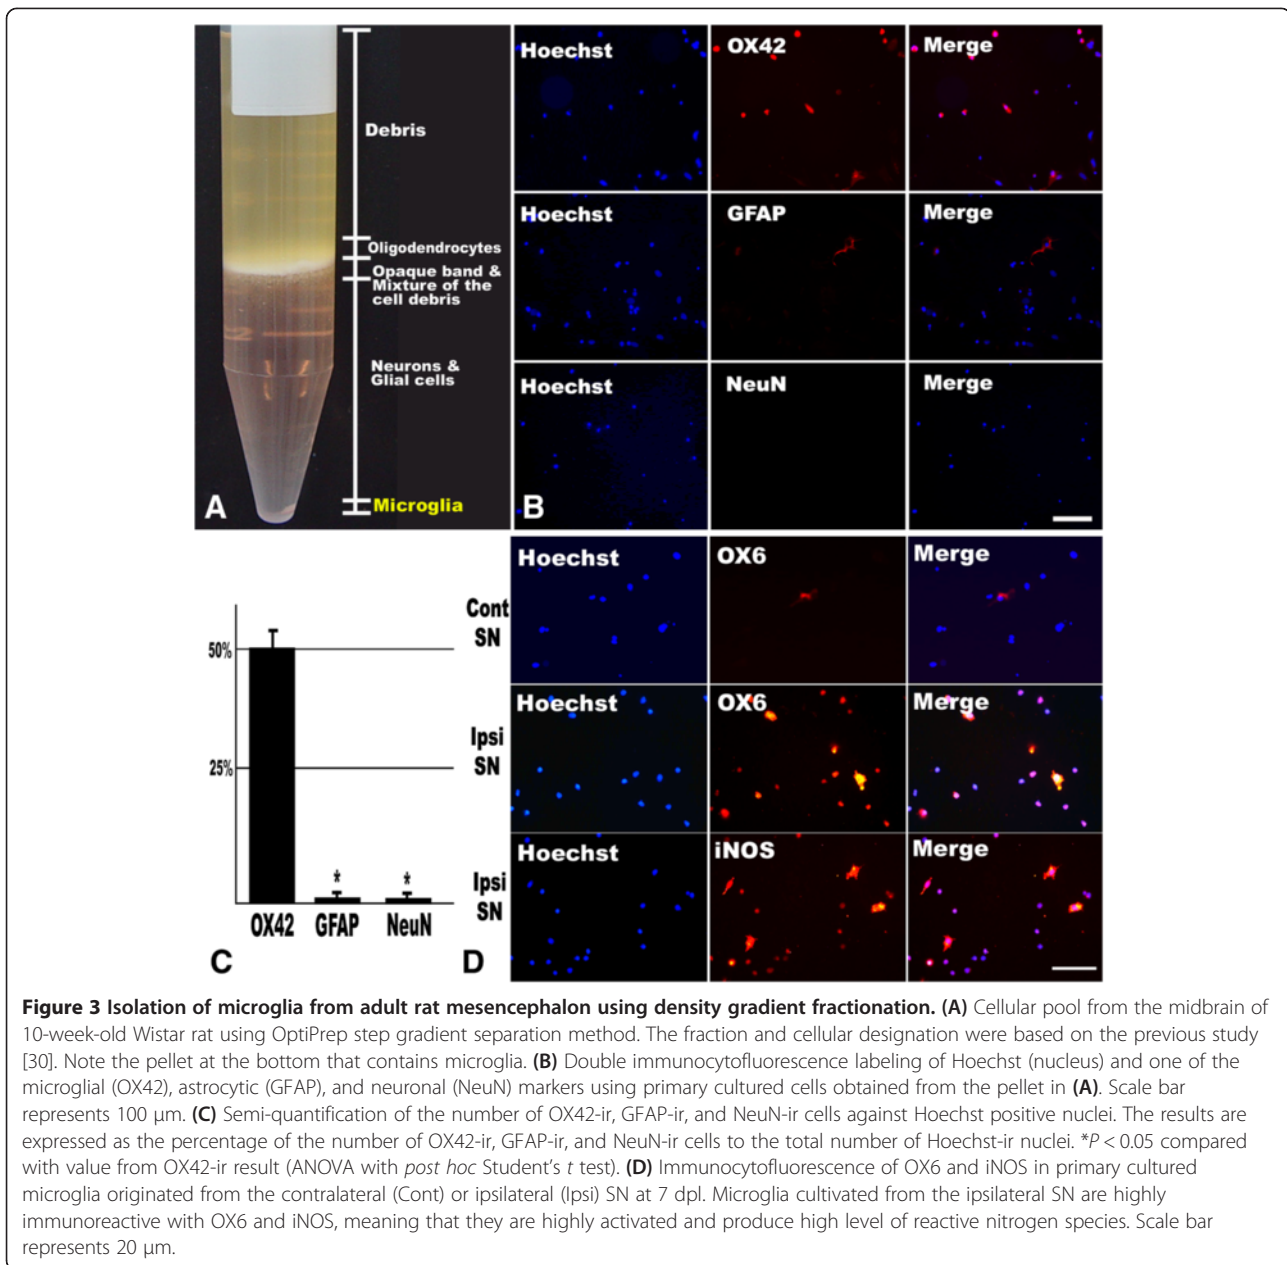 Debris
Oligodendrocytes
Opaque band &
Mixture of the
cell debris
Neurons &
Glial cells
Microglia
A
Hoechst
OX42
Merge
Hoechst
GFAP
Merge
Hoechst
NeuN
Merge
B
50%
25%
*
*
OX42
GFAP
NeuN
C
Cont
SN
Hoechst
OX6
Merge
Ipsi
SN
Hoechst
OX6
Merge
Ipsi
SN
Hoechst
iNOS
Merge
D
Figure 3 Isolation of microglia from adult rat mesencephalon using density gradient fractionation. (A) Cellular pool from the midbrain of
10-week-old Wistar rat using OptiPrep step gradient separation method. The fraction and cellular designation were based on the previous study
[30]. Note the pellet at the bottom that contains microglia. (B) Double immunocytofluorescence labeling of Hoechst (nucleus) and one of the
microglial (OX42), astrocytic (GFAP), and neuronal (NeuN) markers using primary cultured cells obtained from the pellet in (A). Scale bar
represents 100 μm. (C) Semi-quantification of the number of OX42-ir, GFAP-ir, and NeuN-ir cells against Hoechst positive nuclei. The results are
expressed as the percentage of the number of OX42-ir, GFAP-ir, and NeuN-ir cells to the total number of Hoechst-ir nuclei. *P < 0.05 compared
with value from OX42-ir result (ANOVA with post hoc Student's t test). (D) Immunocytofluorescence of OX6 and iNOS in primary cultured
microglia originated from the contralateral (Cont) or ipsilateral (Ipsi) SN at 7 dpl. Microglia cultivated from the ipsilateral SN are highly
immunoreactive with OX6 and iNOS, meaning that they are highly activated and produce high level of reactive nitrogen species. Scale bar
represents 20 μm.